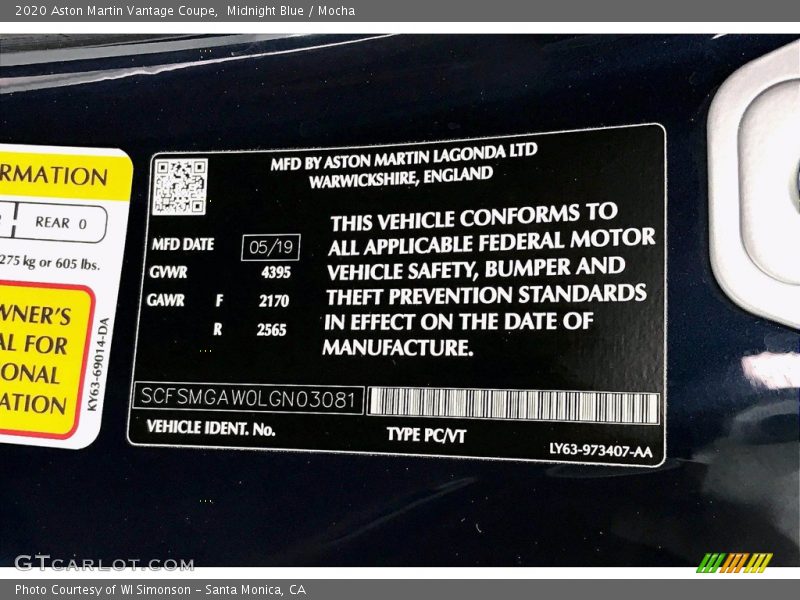 2020 Aston Martin Vantage Coupe, Midnight Blue / Mocha
RMATION
REAR 0
275 kg or 605 lbs.
WNER'S
AL FOR
ONAL
ATION
KY63-69014-DA
MFD BY ASTON MARTIN LAGONDA LTD
WARWICKSHIRE, ENGLAND
MFD DATE 05/19
GVWR 4395
GAWR F 2170
R 2565
THIS VEHICLE CONFORMS TO
ALL APPLICABLE FEDERAL MOTOR
VEHICLE SAFETY, BUMPER AND
THEFT PREVENTION STANDARDS
IN EFFECT ON THE DATE OF
MANUFACTURE.
SCFSMGAW0LGN03081
VEHICLE IDENT. No.
TYPE PC/VT
LY63-973407-AA
GTCARLOT.COM
Photo Courtesy of WI Simonson - Santa Monica, CA